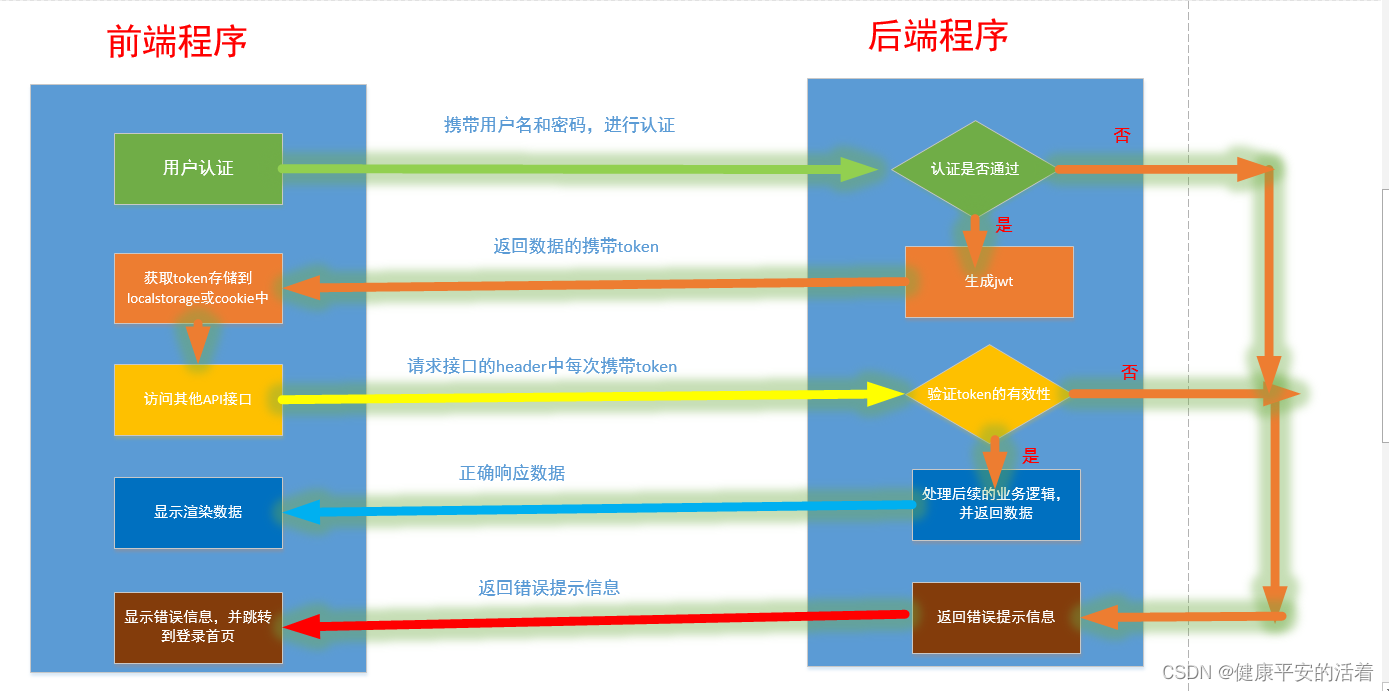 前端程序
后端程序
携带用户名和密码，进行认证
否
用户认证
认证是否通过
是
返回数据的携带token
获取token存储到
localstorage或cookie中
生成jwt
请求接口的header中每次携带token
否
访问其他API接口
验证token的有效性
是
正确响应数据
显示渲染数据
处理后续的业务逻辑，
并返回数据
返回错误提示信息
显示错误信息，并跳转
到登录首页
返回错误提示信息
CSDN @健康平安的活着